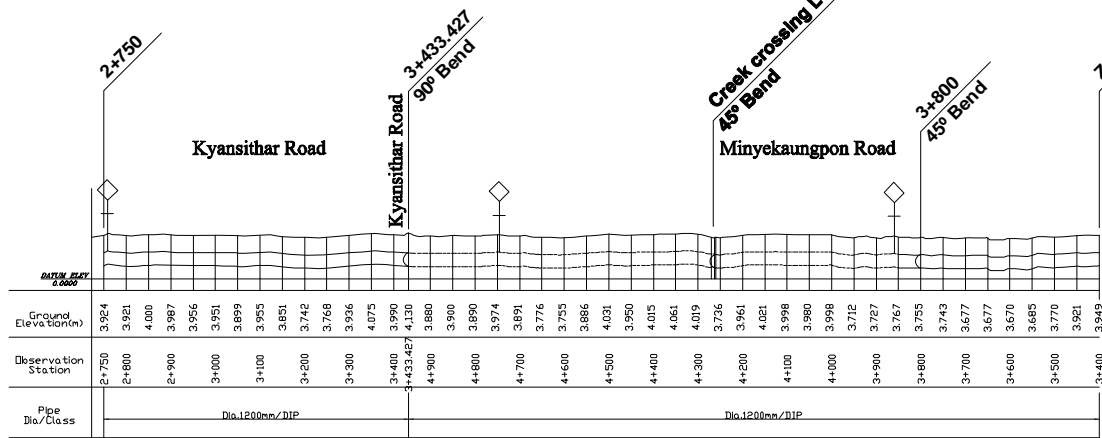 2+750
3+433.427
90º Bend
Creek crossing
45º Bend
3+800
45º Bend
Kyansithar Road
Kyansithar Road
Minyekaungpon Road
DATUM ELEV
0.0000
Ground Elevation(m)
3.924 3.921 4.000 3.987 3.956 3.951 3.899 3.955 3.851 3.742 3.768 3.936 4.075 3.990 4.130 3.880 3.900 3.890 3.974 3.891 3.776 3.755 3.886 4.031 3.950 4.015 4.061 4.019 3.736 3.961 4.021 3.998 3.980 3.998 3.712 3.727 3.767 3.755 3.743 3.677 3.677 3.670 3.685 3.770 3.921 3.949
Observation Station
2+750 2+800 2+900 3+000 3+100 3+200 3+300 3+400 3+433.427 4+900 4+800 4+700 4+600 4+500 4+400 4+300 4+200 4+100 4+000 3+900 3+800 3+700 3+600 3+500 3+400
Pipe Dia/Class
Dia.1200mm/DIP
Dia.1200mm/DIP